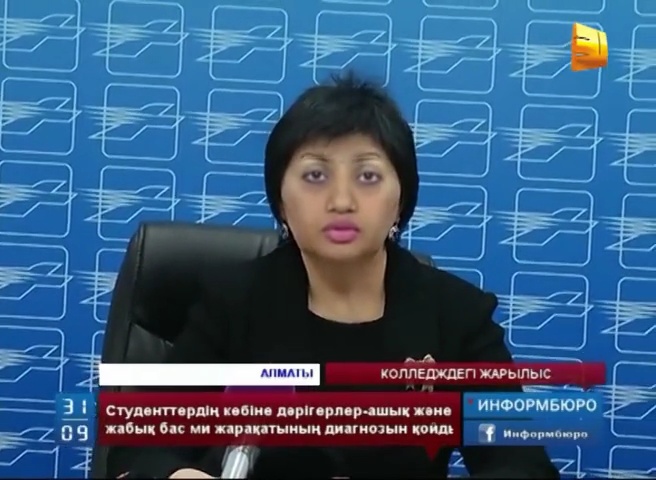 АЛМАТЫ
КОЛЛЕДЖДЕГІ ЖАРЫЛЫС
31
09
Студенттердің көбіне дәрігерлер-ашық және
жабық бас ми жарақатының диагнозын қойды
ИНФОРМБЮРО
Информбюро